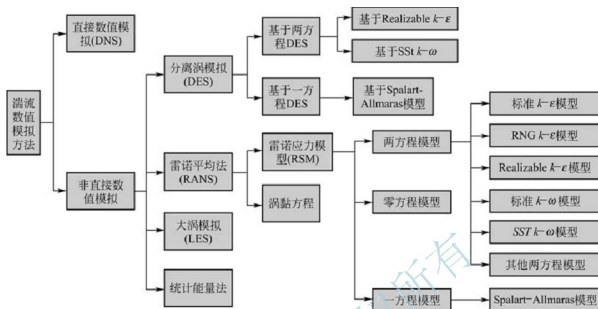 湍流
数值
模拟
方法
直接数值模
拟(DNS)
非直接数
值模拟
分离涡模拟
(DES)
雷诺平均法
(RANS)
大涡模拟
(LES)
统计能量法
基于两方
程DES
基于一方
程DES
基于Realizable k-ε
基于SSt k-ω
基于Spalart-
Allmaras模型
雷诺应力模
型(RSM)
涡黏方程
两方程模型
零方程模型
一方程模型
标准 k-ε模型
RNG k-ε模型
Realizable k-ε模型
标准 k-ω模型
SST k-ω模型
其他两方程模型
Spalart-Allmaras模型
所有